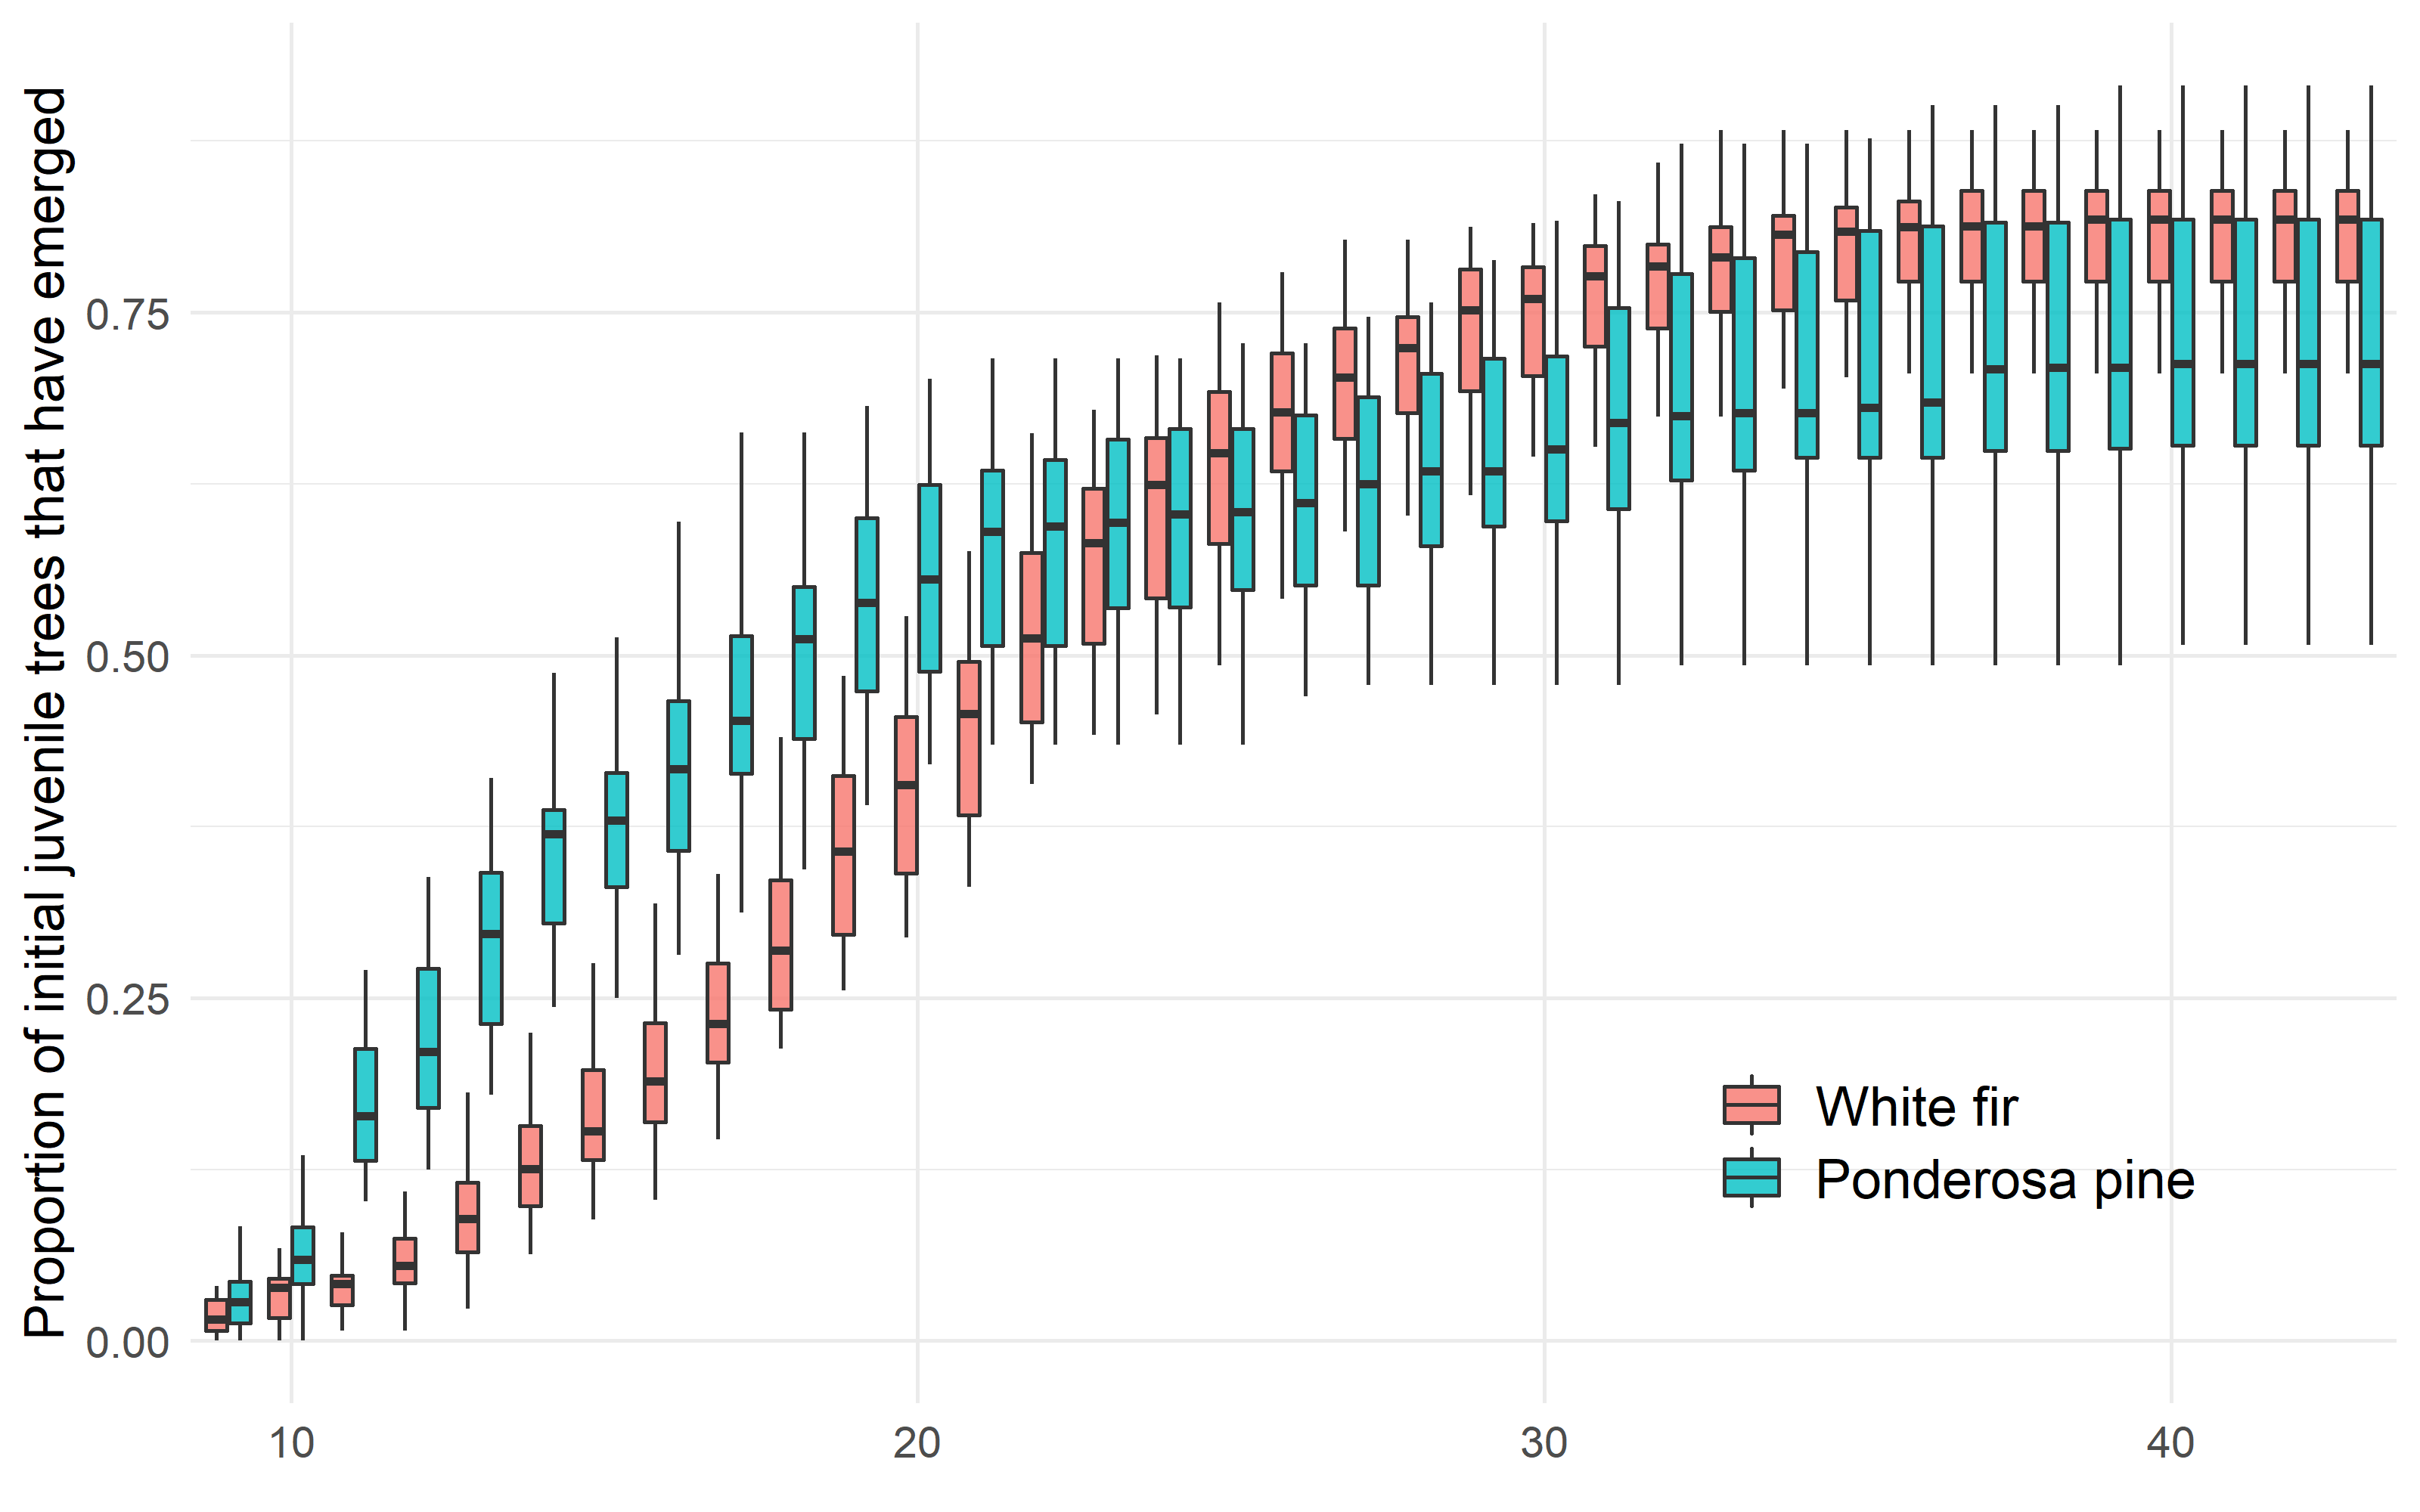 Proportion of initial juvenile trees that have emerged
0.75
0.50
0.25
0.00
10 20 30 40
White fir
Ponderosa pine